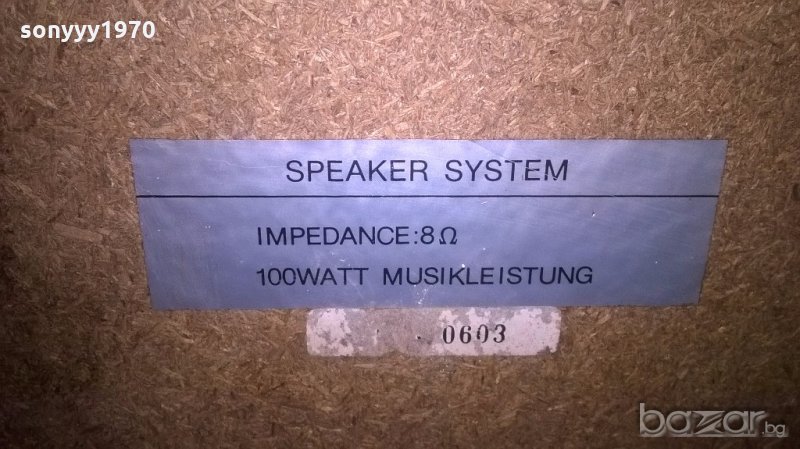 sonyyy1970
SPEAKER SYSTEM
IMPEDANCE:8Ω
100WATT MUSIKLEISTUNG
0603
bazar.bg